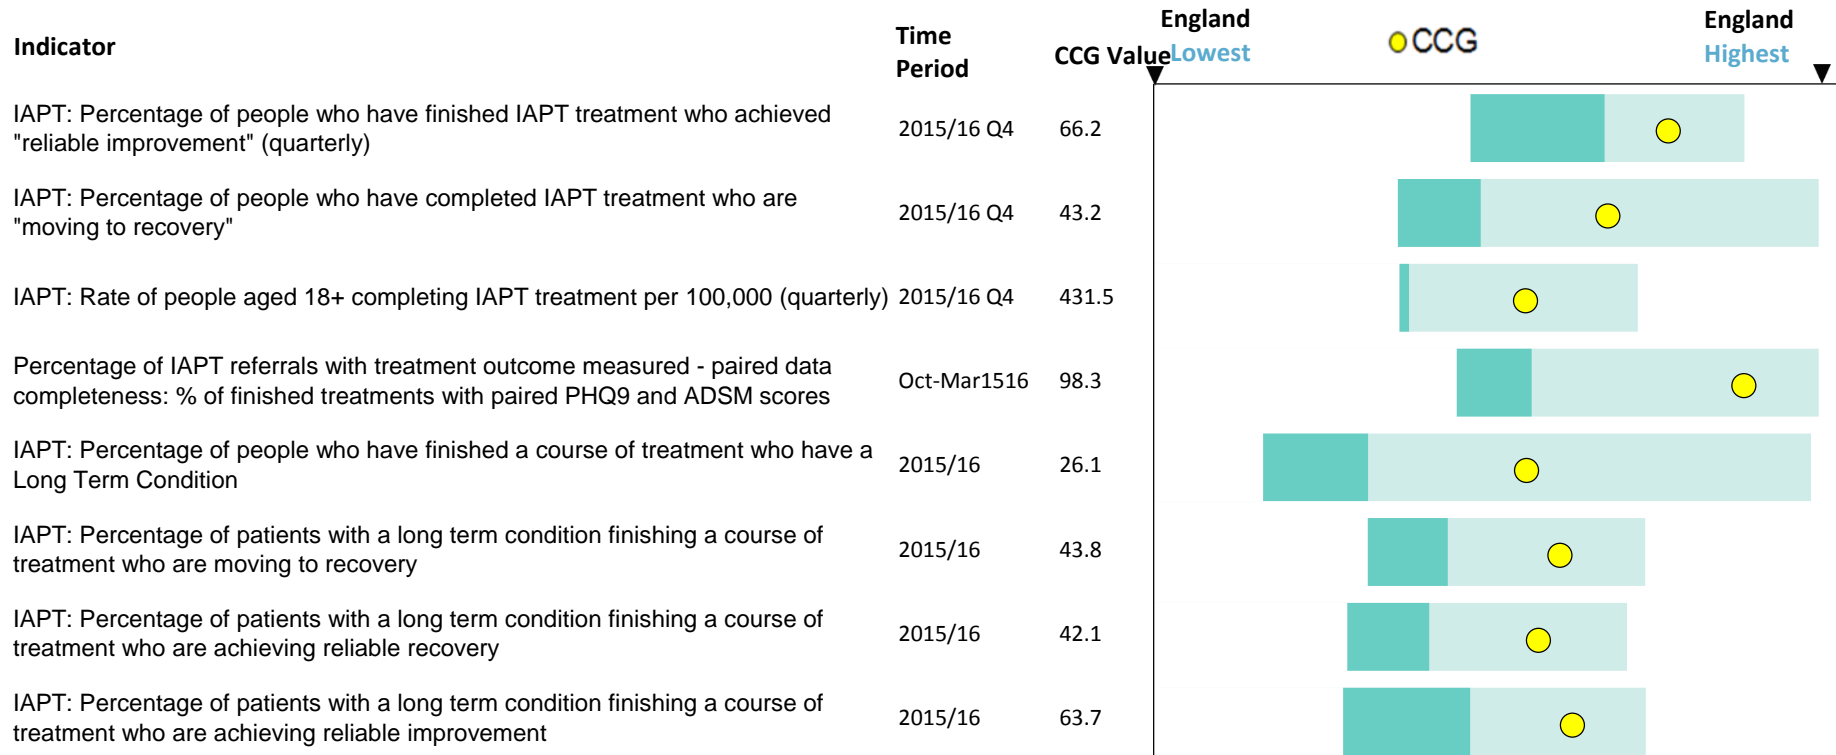 Indicator
Time
Period
CCG Value
England
Lowest
CCG
England
Highest
IAPT: Percentage of people who have finished IAPT treatment who achieved
"reliable improvement" (quarterly)
2015/16 Q4
66.2
IAPT: Percentage of people who have completed IAPT treatment who are
"moving to recovery"
2015/16 Q4
43.2
IAPT: Rate of people aged 18+ completing IAPT treatment per 100,000 (quarterly)
2015/16 Q4
431.5
Percentage of IAPT referrals with treatment outcome measured - paired data
completeness: % of finished treatments with paired PHQ9 and ADSM scores
Oct-Mar1516
98.3
IAPT: Percentage of people who have finished a course of treatment who have a
Long Term Condition
2015/16
26.1
IAPT: Percentage of patients with a long term condition finishing a course of
treatment who are moving to recovery
2015/16
43.8
IAPT: Percentage of patients with a long term condition finishing a course of
treatment who are achieving reliable recovery
2015/16
42.1
IAPT: Percentage of patients with a long term condition finishing a course of
treatment who are achieving reliable improvement
2015/16
63.7